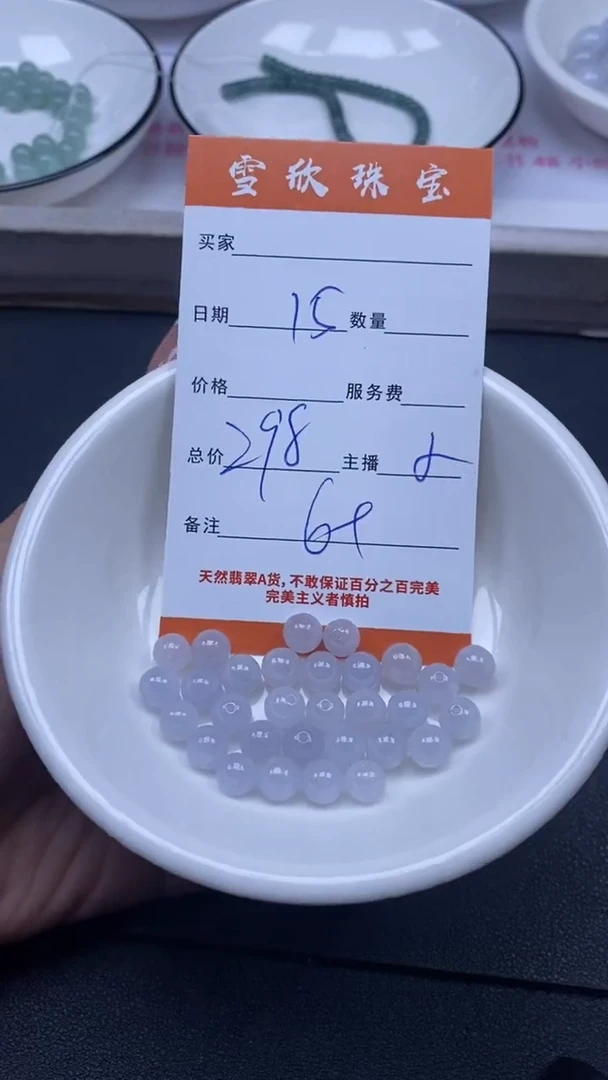 雪欣珠宝
买家
日期 15 数量
价格 服务费
总价 298 主播
备注
天然翡翠A货,不敢保证百分之百完美
完美主义者慎拍